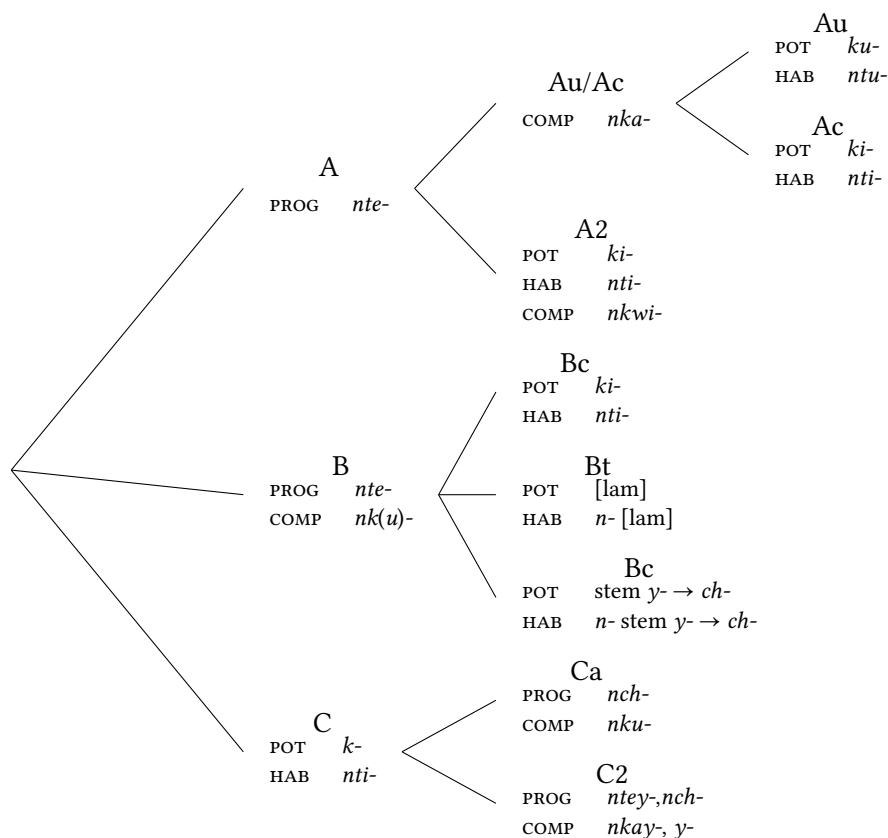 A
PROG nte-
Au/Ac
COMP nka-
Au
POT ku-
HAB ntu-
Ac
POT ki-
HAB nti-
A2
POT ki-
HAB nti-
COMP nkwi-
B
PROG nte-
COMP nk(u)-
Bc
POT ki-
HAB nti-
Bt
POT [lam]
HAB n- [lam]
Bc
POT stem y- → ch-
HAB n- stem y- → ch-
C
POT k-
HAB nti-
Ca
PROG nch-
COMP nku-
C2
PROG ntey-,nch-
COMP nkay-, y-